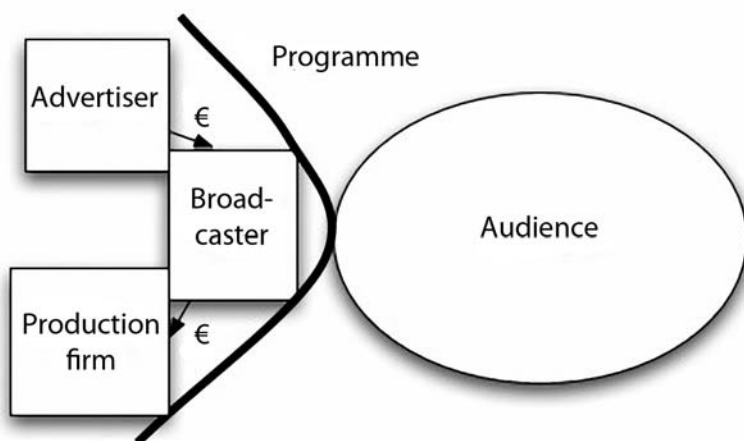 Programme
Advertiser
€
Broad-
caster
Audience
Production
firm
€